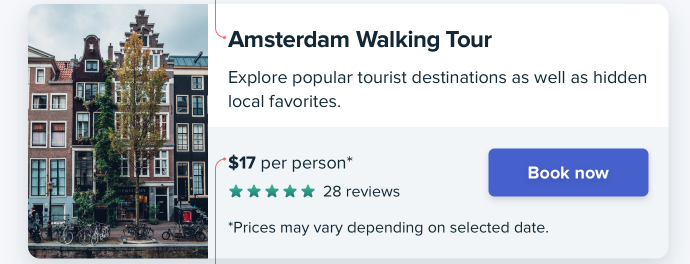 Amsterdam Walking Tour
Explore popular tourist destinations as well as hidden
local favorites.
$17 per person*
28 reviews
Book now
*Prices may vary depending on selected date.